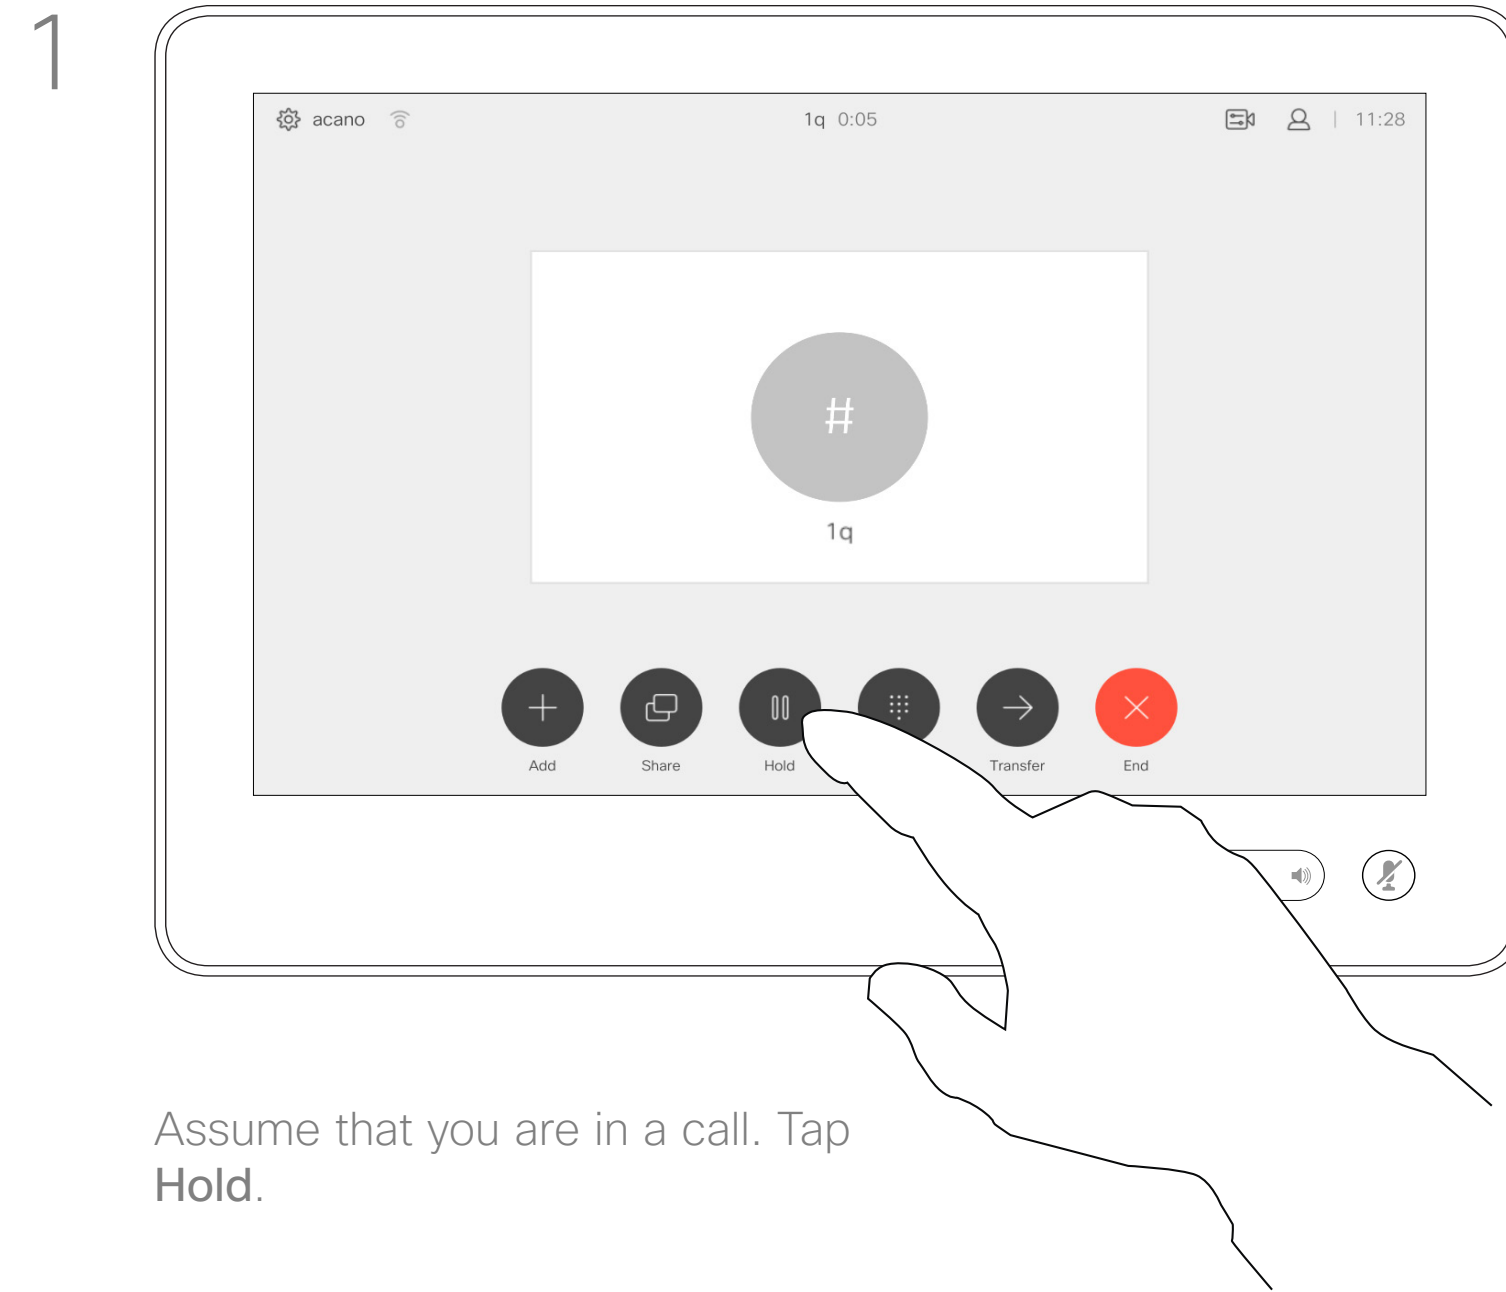 1
acano 1q 0:05 11:28
#
1q
Add Share Hold Transfer End
Assume that you are in a call. Tap
Hold.